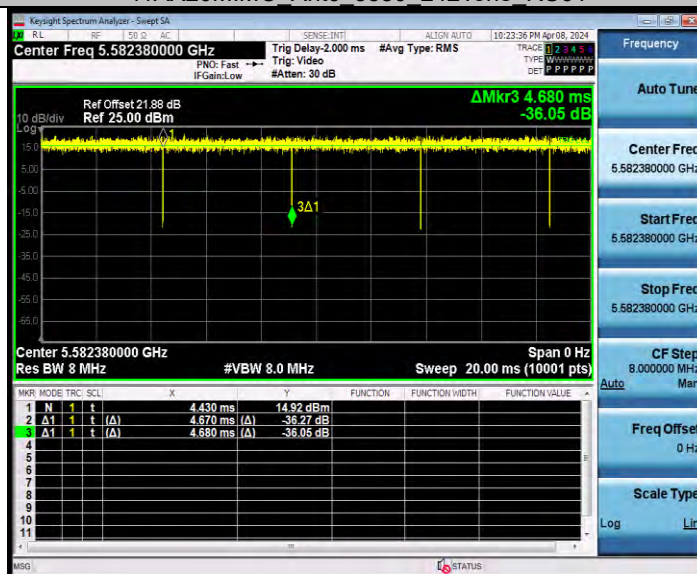 Keysight Spectrum Analyzer - Swept SA
RL RF 50 Ω AC SENSE:INT ALIGN AUTO 10:23:36 PM Apr 08, 2024
Center Freq 5.582380000 GHz
PNO: Fast
IFGain:Low
Trig Delay-2.000 ms
Trig: Video
#Atten: 30 dB
#Avg Type: RMS
TRACE 1 2 3 4 5 6
TYPE WWWWWW
DET P P P P P P
Frequency
Auto Tune
Ref Offset 21.88 dB
10 dB/div Ref 25.00 dBm
Log
ΔMkr3 4.680 ms
-36.05 dB
15.0
5.00
-5.00
-15.0
-25.0
-35.0
-45.0
-55.0
-65.0
1
3Δ1
Center Freq
5.582380000 GHz
Start Freq
5.582380000 GHz
Stop Freq
5.582380000 GHz
Center 5.582380000 GHz Span 0 Hz
Res BW 8 MHz #VBW 8.0 MHz Sweep 20.00 ms (10001 pts)
CF Step
8.000000 MHz
Auto Man
MKR MODE TRC SCL X Y FUNCTION FUNCTION WIDTH FUNCTION VALUE
1 N 1 t 4.430 ms 14.92 dBm
2 Δ1 1 t (Δ) 4.670 ms (Δ) -36.27 dB
3 Δ1 1 t (Δ) 4.680 ms (Δ) -36.05 dB
4
5
6
7
8
9
10
11
Freq Offset
0 Hz
Scale Type
Log Lin
MSG STATUS